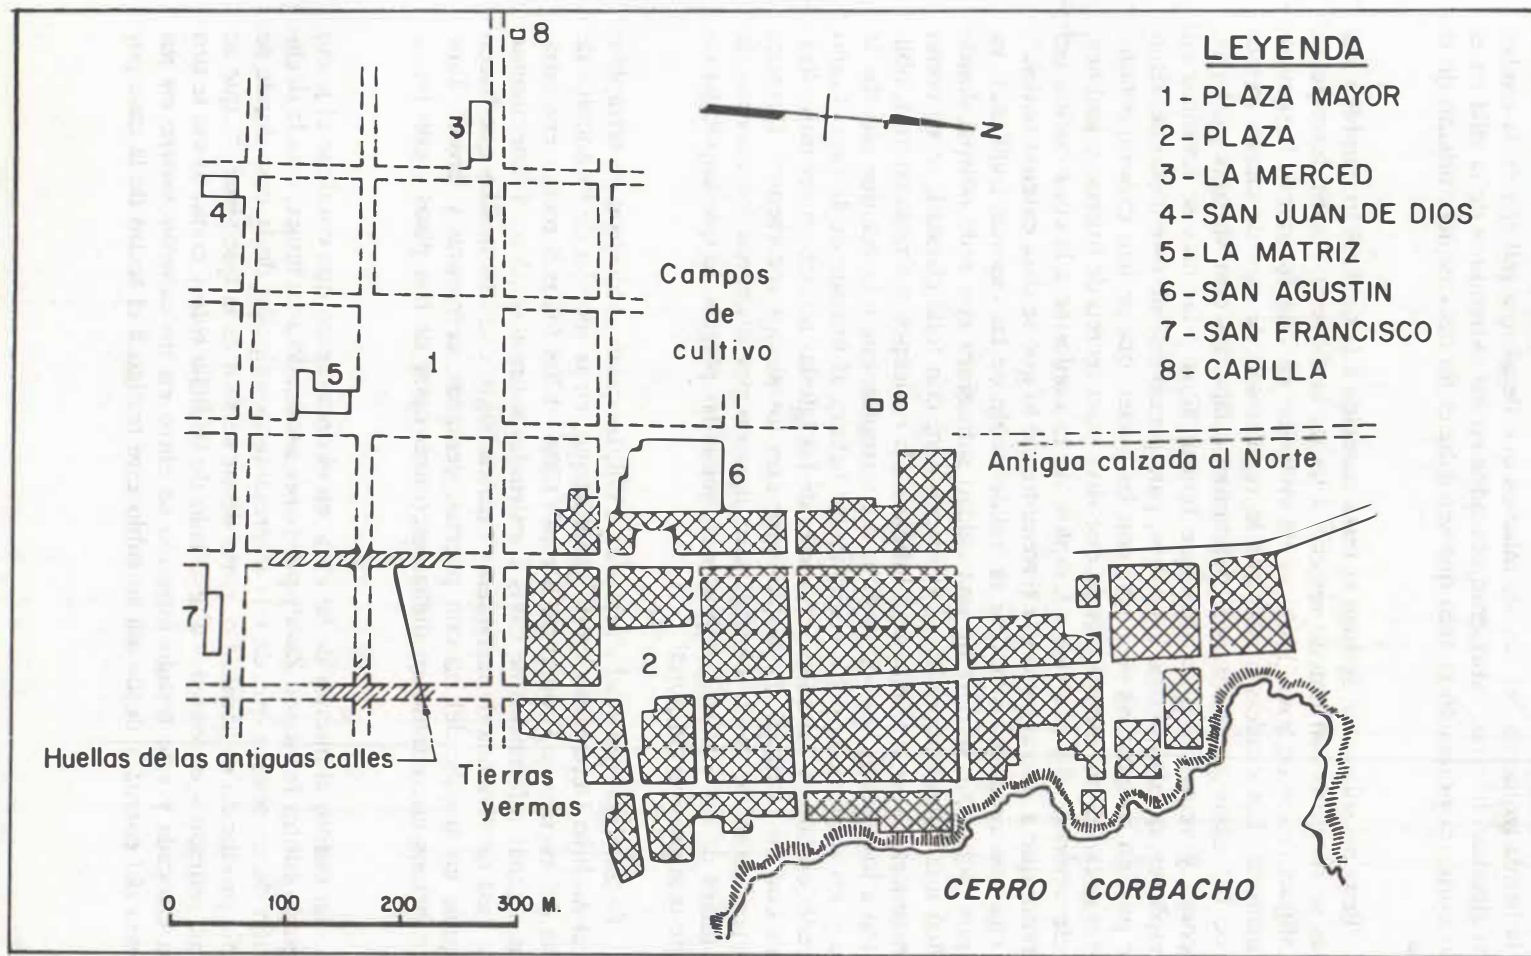 LEYENDA
1- PLAZA MAYOR
2- PLAZA
3- LA MERCED
4- SAN JUAN DE DIOS
5- LA MATRIZ
6- SAN AGUSTIN
7- SAN FRANCISCO
8- CAPILLA
8
3
N
4
Campos
de
cultivo
1
5
8
6
Antigua calzada al Norte
7
2
Huellas de las antiguas calles
Tierras
yermas
CERRO CORBACHO
0 100 200 300 M.